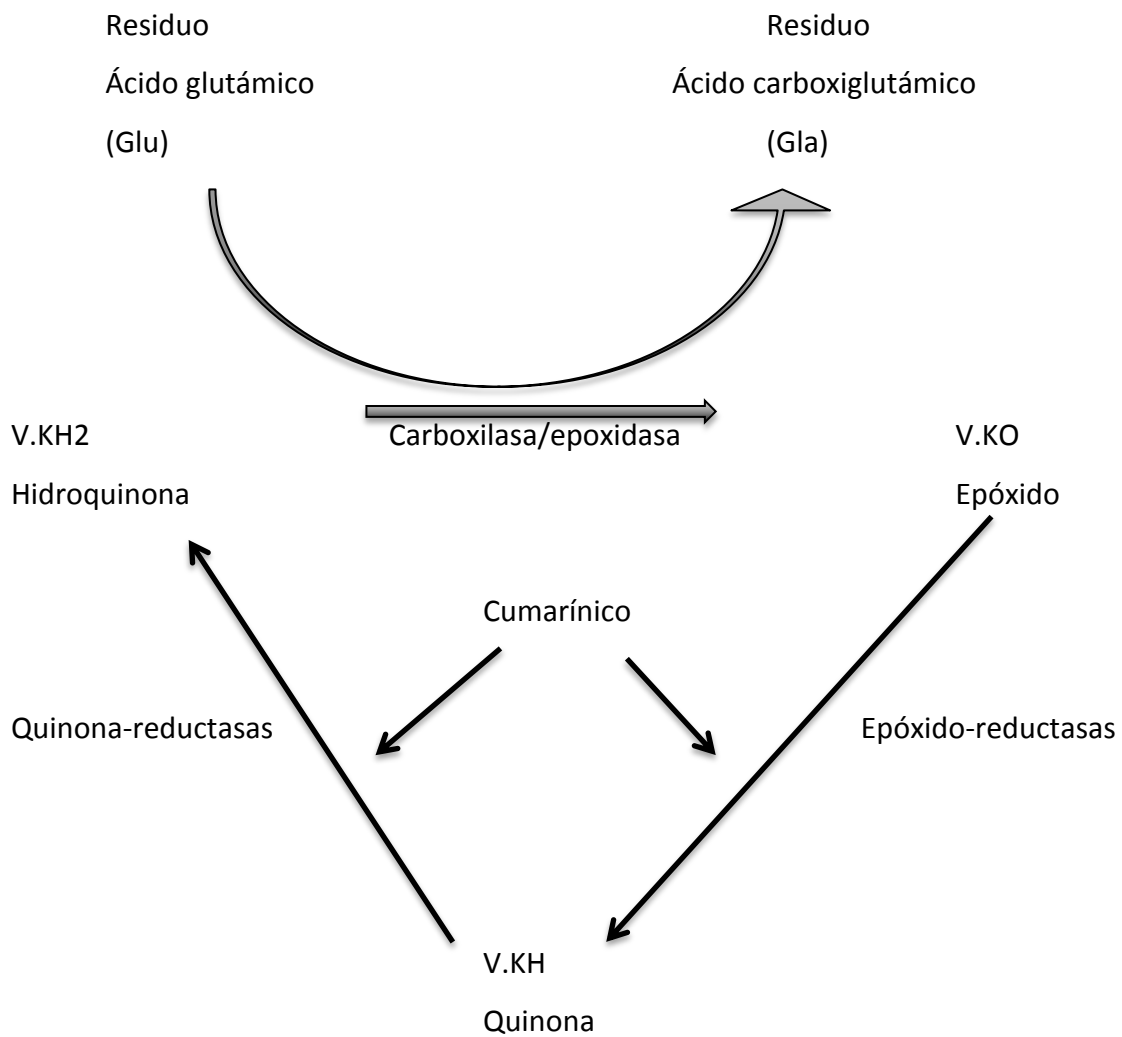 Residuo
Ácido glutámico
(Glu)
Residuo
Ácido carboxiglutámico
(Gla)
Carboxilasa/epoxidasa
V.KH2
Hidroquinona
V.KO
Epóxido
Cumarínico
Quinona-reductasas
Epóxido-reductasas
V.KH
Quinona